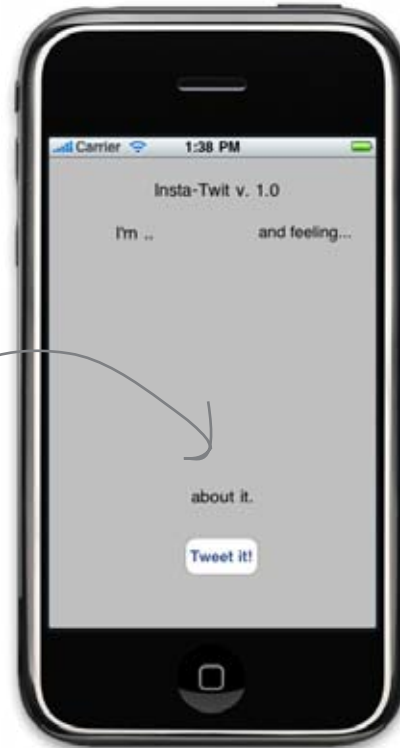 Carrier 1:38 PM
Insta-Twit v. 1.0
I'm .. and feeling...
about it.
Tweet it!